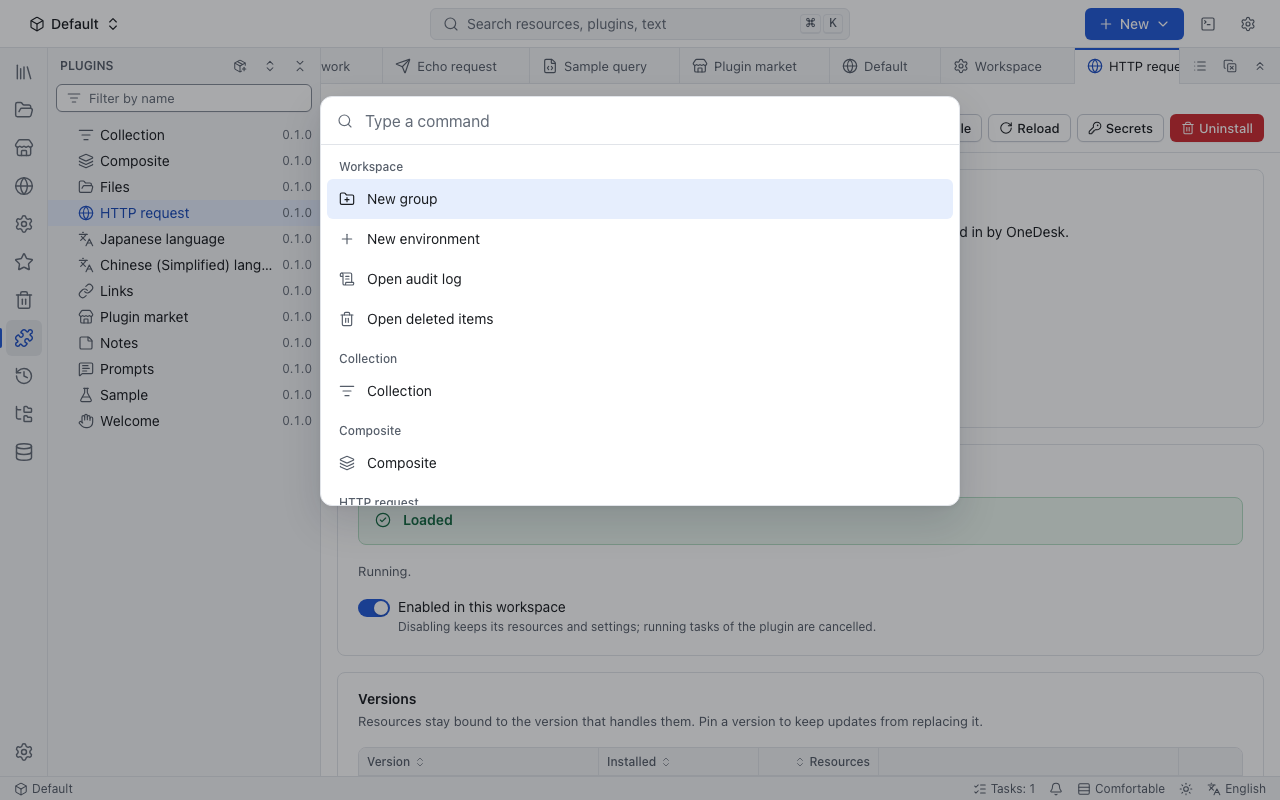 Default
Search resources, plugins, text
⌘ K
New
PLUGINS
Filter by name
Collection 0.1.0
Composite 0.1.0
Files 0.1.0
HTTP request 0.1.0
Japanese language 0.1.0
Chinese (Simplified) lang... 0.1.0
Links 0.1.0
Plugin market 0.1.0
Notes 0.1.0
Prompts 0.1.0
Sample 0.1.0
Welcome 0.1.0
work
Echo request
Sample query
Plugin market
Default
Workspace
HTTP reque
le
Reload
Secrets
Uninstall
Type a command
Workspace
New group
New environment
Open audit log
Open deleted items
Collection
Collection
Composite
Composite
HTTP request
d in by OneDesk.
Loaded
Running.
Enabled in this workspace
Disabling keeps its resources and settings; running tasks of the plugin are cancelled.
Versions
Resources stay bound to the version that handles them. Pin a version to keep updates from replacing it.
Version Installed Resources
Default
Tasks: 1
Comfortable
English